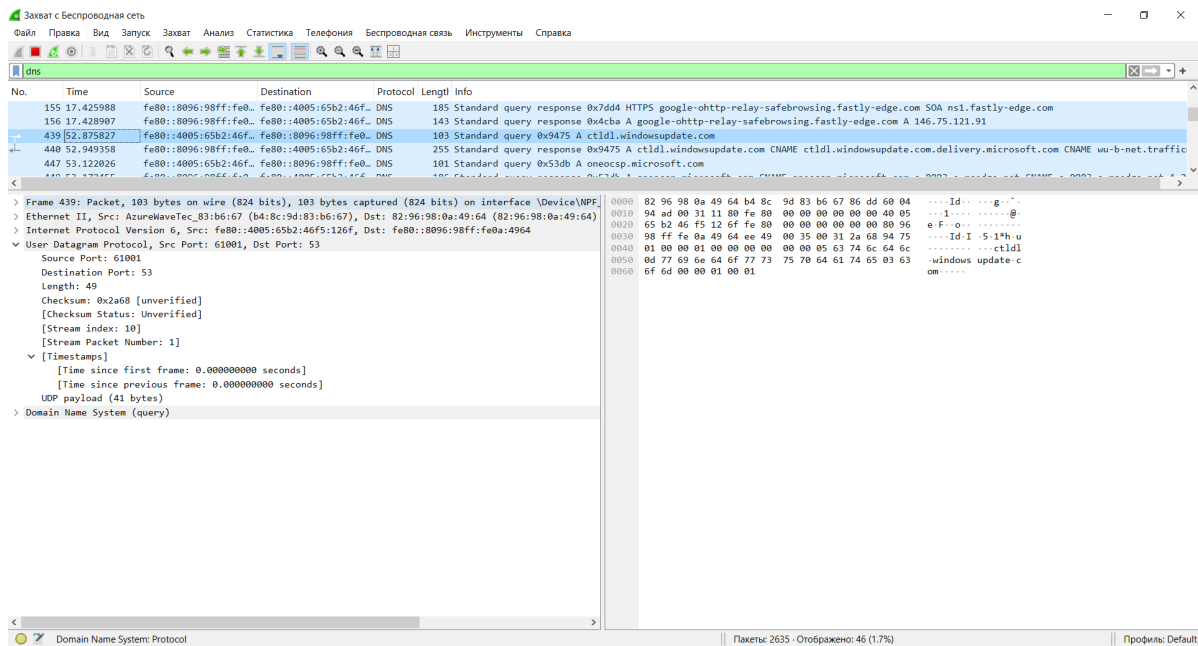 Захват с Беспроводная сеть
Файл Правка Вид Запуск Захват Анализ Статистика Телефония Беспроводная связь Инструменты Справка
dns
No. Time Source Destination Protocol Lengtl Info
155 17.425988 fe80::8096:98ff:fe0… fe80::4005:65b2:46f… DNS 185 Standard query response 0x7dd4 HTTPS google-ohttp-relay-safebrowsing.fastly-edge.com SOA ns1.fastly-edge.com
156 17.428907 fe80::8096:98ff:fe0… fe80::4005:65b2:46f… DNS 143 Standard query response 0x4cba A google-ohttp-relay-safebrowsing.fastly-edge.com A 146.75.121.91
439 52.875827 fe80::4005:65b2:46f… fe80::8096:98ff:fe0… DNS 103 Standard query 0x9475 A ctldl.windowsupdate.com
440 52.949358 fe80::8096:98ff:fe0… fe80::4005:65b2:46f… DNS 255 Standard query response 0x9475 A ctldl.windowsupdate.com CNAME ctldl.windowsupdate.com.delivery.microsoft.com CNAME wu-b-net.traffic
447 53.122026 fe80::4005:65b2:46f… fe80::8096:98ff:fe0… DNS 101 Standard query 0x53db A oneocsp.microsoft.com
Frame 439: Packet, 103 bytes on wire (824 bits), 103 bytes captured (824 bits) on interface \Device\NPF_
Ethernet II, Src: AzureWaveTec_83:b6:67 (b4:8c:9d:83:b6:67), Dst: 82:96:98:0a:49:64 (82:96:98:0a:49:64)
Internet Protocol Version 6, Src: fe80::4005:65b2:46f5:126f, Dst: fe80::8096:98ff:fe0a:4964
User Datagram Protocol, Src Port: 61001, Dst Port: 53
Source Port: 61001
Destination Port: 53
Length: 49
Checksum: 0x2a68 [unverified]
[Checksum Status: Unverified]
[Stream index: 10]
[Stream Packet Number: 1]
[Timestamps]
[Time since first frame: 0.000000000 seconds]
[Time since previous frame: 0.000000000 seconds]
UDP payload (41 bytes)
Domain Name System (query)
0000 82 96 98 0a 49 64 b4 8c 9d 83 b6 67 86 dd 60 04 ····Id·· ···g··`·
0010 94 ad 00 31 11 80 fe 80 00 00 00 00 00 00 40 05 ···1···· ······@·
0020 65 b2 46 f5 12 6f fe 80 00 00 00 00 00 00 80 96 e·F··o·· ········
0030 98 ff fe 0a 49 64 ee 49 00 35 00 31 2a 68 94 75 ····Id·I ·5·1*h·u
0040 01 00 00 01 00 00 00 00 00 00 05 63 74 6c 64 6c ········ ···ctldl
0050 0d 77 69 6e 64 6f 77 73 75 70 64 61 74 65 03 63 ·windows update·c
0060 6f 6d 00 00 01 00 01 om·····
Domain Name System: Protocol
Пакеты: 2635 · Отображено: 46 (1.7%)
Профиль: Default